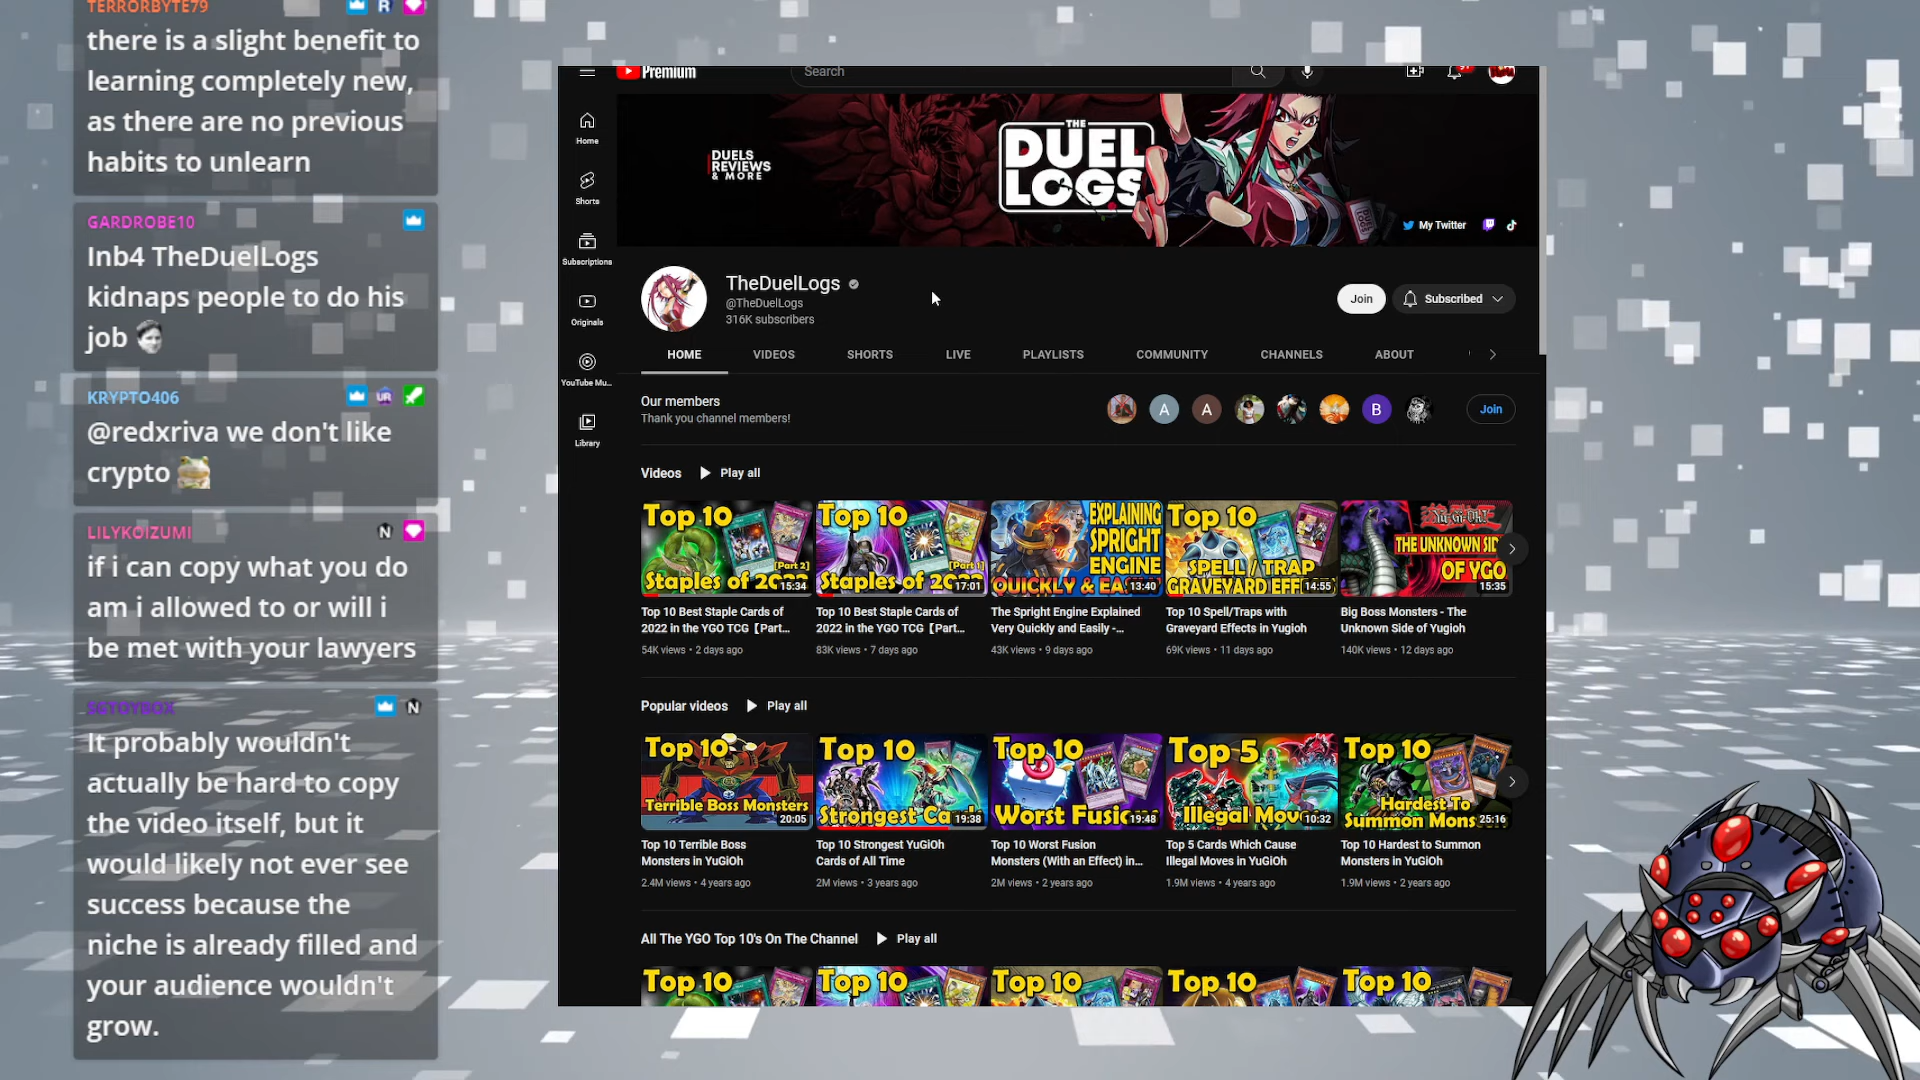 TERRORBYTE79
there is a slight benefit to
learning completely new,
as there are no previous
habits to unlearn
GARDROBE10
Inb4 TheDuelLogs
kidnaps people to do his
job
KRYPTO406
@redxriva we don't like
crypto
LILYKOIZUMI
if i can copy what you do
am i allowed to or will i
be met with your lawyers
It probably wouldn't
actually be hard to copy
the video itself, but it
would likely not ever see
success because the
niche is already filled and
your audience wouldn't
grow.
Premium
Search
Home
Shorts
Subscriptions
Originals
YouTube Mu...
Library
DUELS
REVIEWS
& MORE
THE
DUEL
LOGS
My Twitter
TheDuelLogs
@TheDuelLogs
316K subscribers
Join
Subscribed
HOME VIDEOS SHORTS LIVE PLAYLISTS COMMUNITY CHANNELS ABOUT
Our members
Thank you channel members!
A A B
Join
Videos Play all
Top 10
[Part 2]
Staples of 20
15:34
Top 10 Best Staple Cards of
2022 in the YGO TCG【Part...
54K views • 2 days ago
Top 10
[Part 1]
Staples of 20
17:01
Top 10 Best Staple Cards of
2022 in the YGO TCG【Part...
83K views • 7 days ago
EXPLAINING
SPRIGHT
ENGINE
QUICKLY & EA
13:40
The Spright Engine Explained
Very Quickly and Easily -...
43K views • 9 days ago
Top 10
SPELL/TRAP
GRAVEYARD EFF
14:55
Top 10 Spell/Traps with
Graveyard Effects in Yugioh
69K views • 11 days ago
Yu-Gi-Oh!
THE UNKNOWN SID
OF YGO
15:35
Big Boss Monsters - The
Unknown Side of Yugioh
140K views • 12 days ago
Popular videos Play all
Top 10
Terrible Boss Monsters
20:05
Top 10 Terrible Boss
Monsters in YuGiOh
2.4M views • 4 years ago
Top 10
Strongest Ca
19:38
Top 10 Strongest YuGiOh
Cards of All Time
2M views • 3 years ago
Top 10
Worst Fusic
19:48
Top 10 Worst Fusion
Monsters (With an Effect) in...
2M views • 2 years ago
Top 5
Illegal Mov
10:32
Top 5 Cards Which Cause
Illegal Moves in YuGiOh
1.9M views • 4 years ago
Top 10
Hardest To
Summon Mons
25:16
Top 10 Hardest to Summon
Monsters in YuGiOh
1.9M views • 2 years ago
All The YGO Top 10's On The Channel Play all
Top 10 Top 10 Top 10 Top 10 Top 10